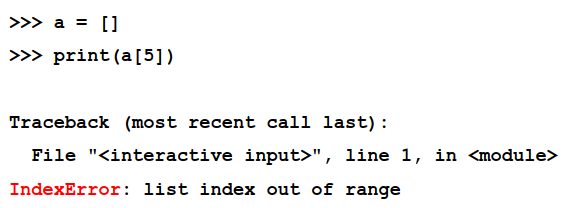 >>> a = []
>>> print(a[5])
Traceback (most recent call last):
  File "<interactive input>", line 1, in <module>
IndexError: list index out of range